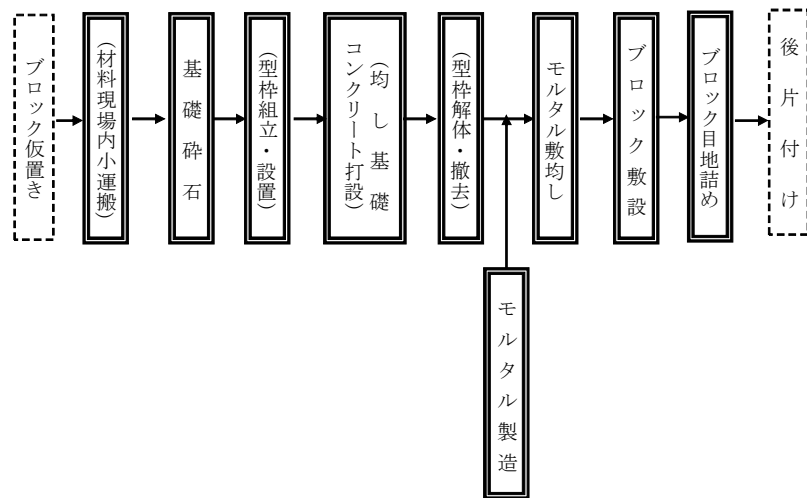 ブロック仮置き
(材料現場内小運搬)
基礎砕石
(型枠組立・設置)
(均し基礎
コンクリート打設)
(型枠解体・撤去)
モルタル製造
モルタル敷均し
ブロック敷設
ブロック目地詰め
後片付け